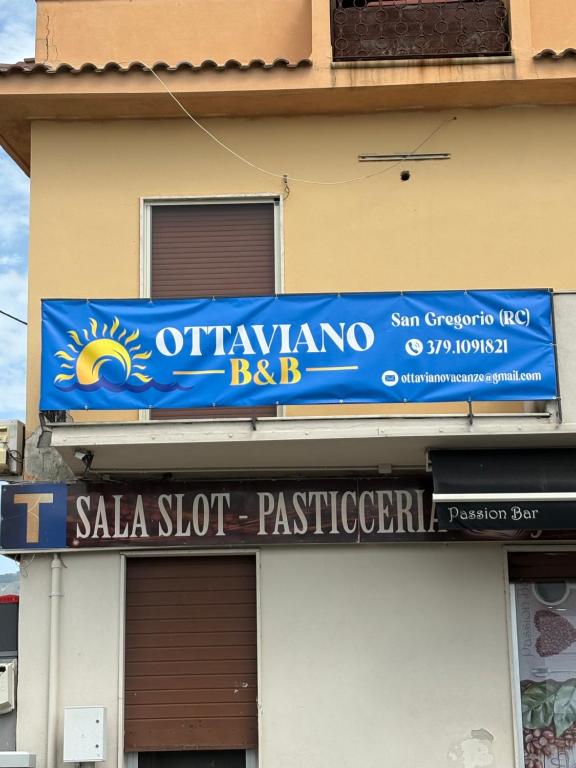 OTTAVIANO
B&B
San Gregorio (RC)
379.1091821
ottavianovacanze@gmail.com
T SALA SLOT - PASTICCERIA
Passion Bar